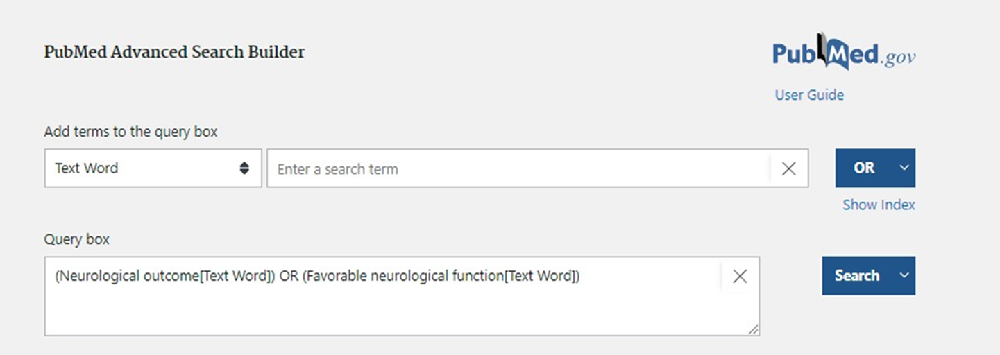 PubMed Advanced Search Builder
PubMed.gov
User Guide
Add terms to the query box
Text Word
Enter a search term
OR
Show Index
Query box
(Neurological outcome[Text Word]) OR (Favorable neurological function[Text Word])
Search